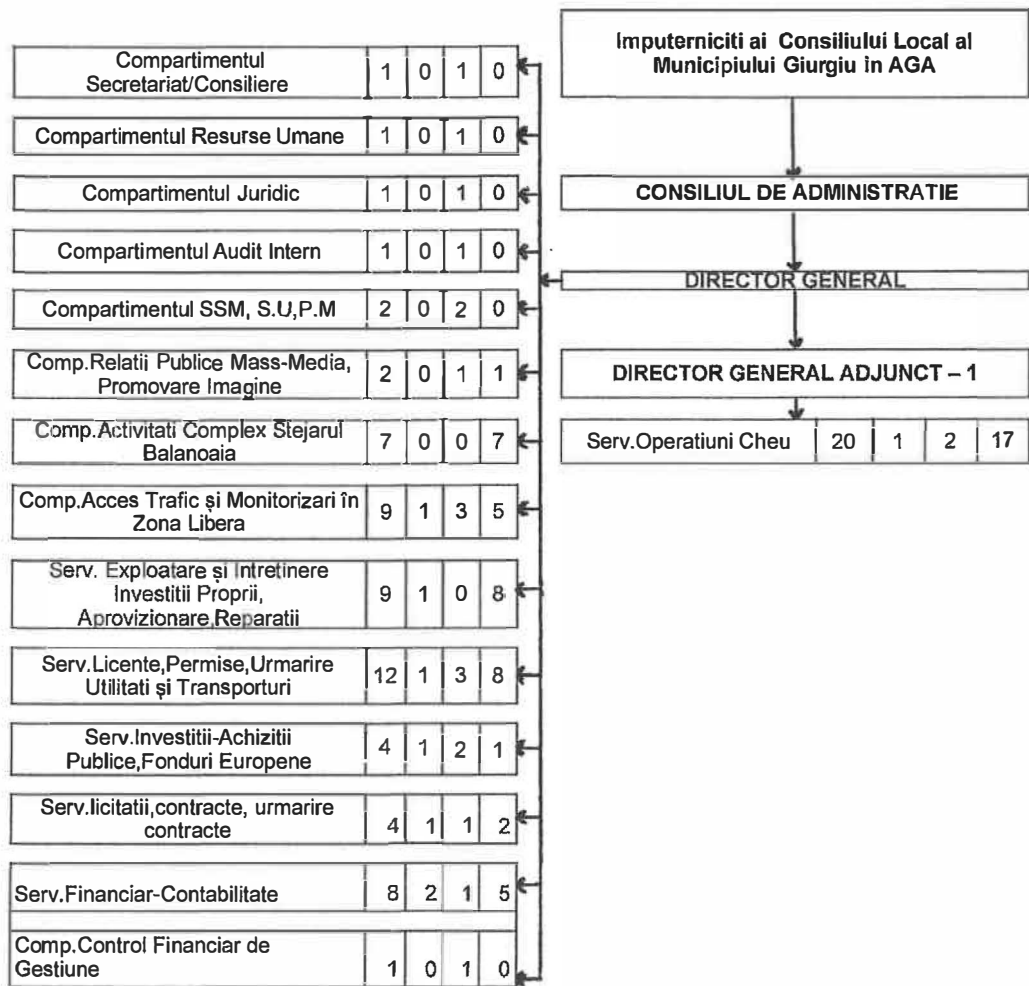 Compartimentul
Secretariat/Consiliere 1 0 1 0
Compartimentul Resurse Umane 1 0 1 0
Compartimentul Juridic 1 0 1 0
Compartimentul Audit Intern 1 0 1 0
Compartimentul SSM, S.U,P.M 2 0 2 0
Comp.Relatii Publice Mass-Media,
Promovare Imagine 2 0 1 1
Comp.Activitati Complex Stejarul
Balanoaia 7 0 0 7
Comp.Acces Trafic și Monitorizari în
Zona Libera 9 1 3 5
Serv. Exploatare și Intretinere
Investitii Proprii,
Aprovizionare,Reparatii 9 1 0 8
Serv.Licente,Permise,Urmarire
Utilitati și Transporturi 12 1 3 8
Serv.Investitii-Achizitii
Publice,Fonduri Europene 4 1 2 1
Serv.licitatii,contracte, urmarire
contracte 4 1 1 2
Serv.Financiar-Contabilitate 8 2 1 5
Comp.Control Financiar de
Gestiune 1 0 1 0
Imputerniciti ai Consiliului Local al
Municipiului Giurgiu in AGA
CONSILIUL DE ADMINISTRATIE
DIRECTOR GENERAL
DIRECTOR GENERAL ADJUNCT – 1
Serv.Operatiuni Cheu 20 1 2 17